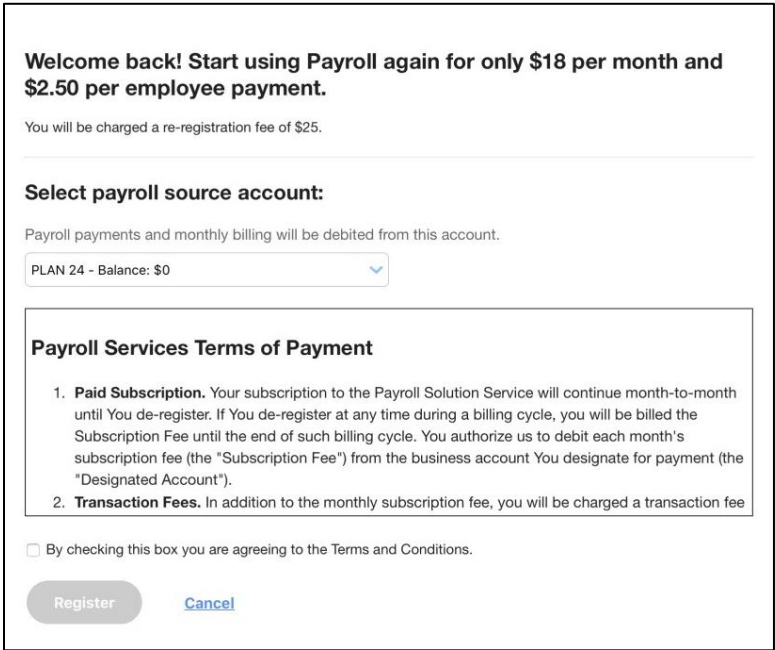 Welcome back! Start using Payroll again for only $18 per month and
$2.50 per employee payment.
You will be charged a re-registration fee of $25.
Select payroll source account:
Payroll payments and monthly billing will be debited from this account.
PLAN 24 - Balance: $0
Payroll Services Terms of Payment
1. Paid Subscription. Your subscription to the Payroll Solution Service will continue month-to-month
until You de-register. If You de-register at any time during a billing cycle, you will be billed the
Subscription Fee until the end of such billing cycle. You authorize us to debit each month's
subscription fee (the "Subscription Fee") from the business account You designate for payment (the
"Designated Account").
2. Transaction Fees. In addition to the monthly subscription fee, you will be charged a transaction fee
By checking this box you are agreeing to the Terms and Conditions.
Register Cancel